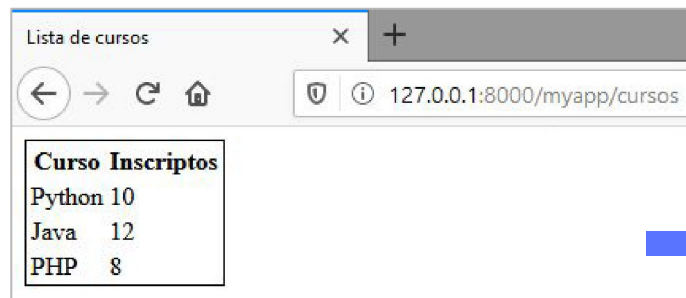 Lista de cursos
127.0.0.1:8000/myapp/cursos
Curso Inscriptos
Python 10
Java 12
PHP 8